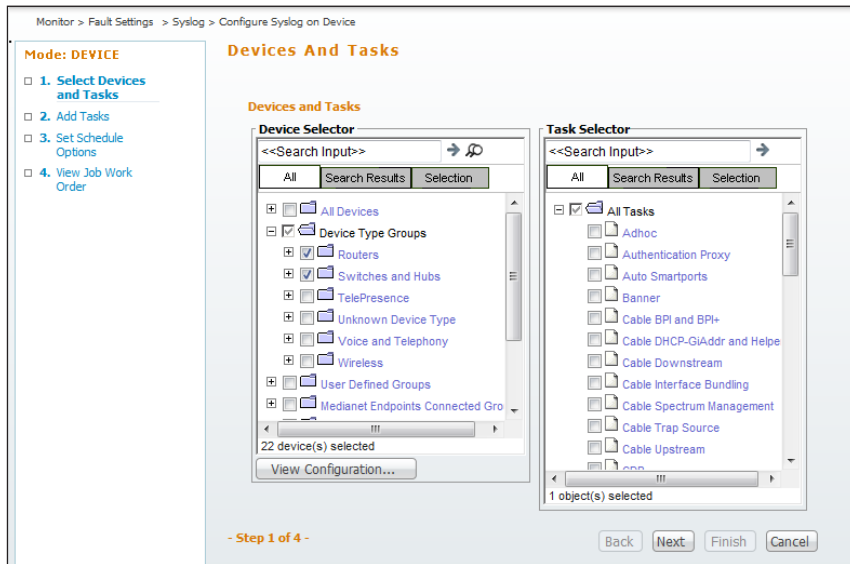 Monitor > Fault Settings > Syslog > Configure Syslog on Device
Mode: DEVICE
1. Select Devices
and Tasks
2. Add Tasks
3. Set Schedule
Options
4. View Job Work
Order
Devices And Tasks
Devices and Tasks
Device Selector
<<Search Input>>
All Search Results Selection
All Devices
Device Type Groups
Routers
Switches and Hubs
TelePresence
Unknown Device Type
Voice and Telephony
Wireless
User Defined Groups
Medianet Endpoints Connected Gro
22 device(s) selected
View Configuration...
Task Selector
<<Search Input>>
All Search Results Selection
All Tasks
Adhoc
Authentication Proxy
Auto Smartports
Banner
Cable BPI and BPI+
Cable DHCP-GiAddr and Helpe
Cable Downstream
Cable Interface Bundling
Cable Spectrum Management
Cable Trap Source
Cable Upstream
1 object(s) selected
- Step 1 of 4 -
Back Next Finish Cancel